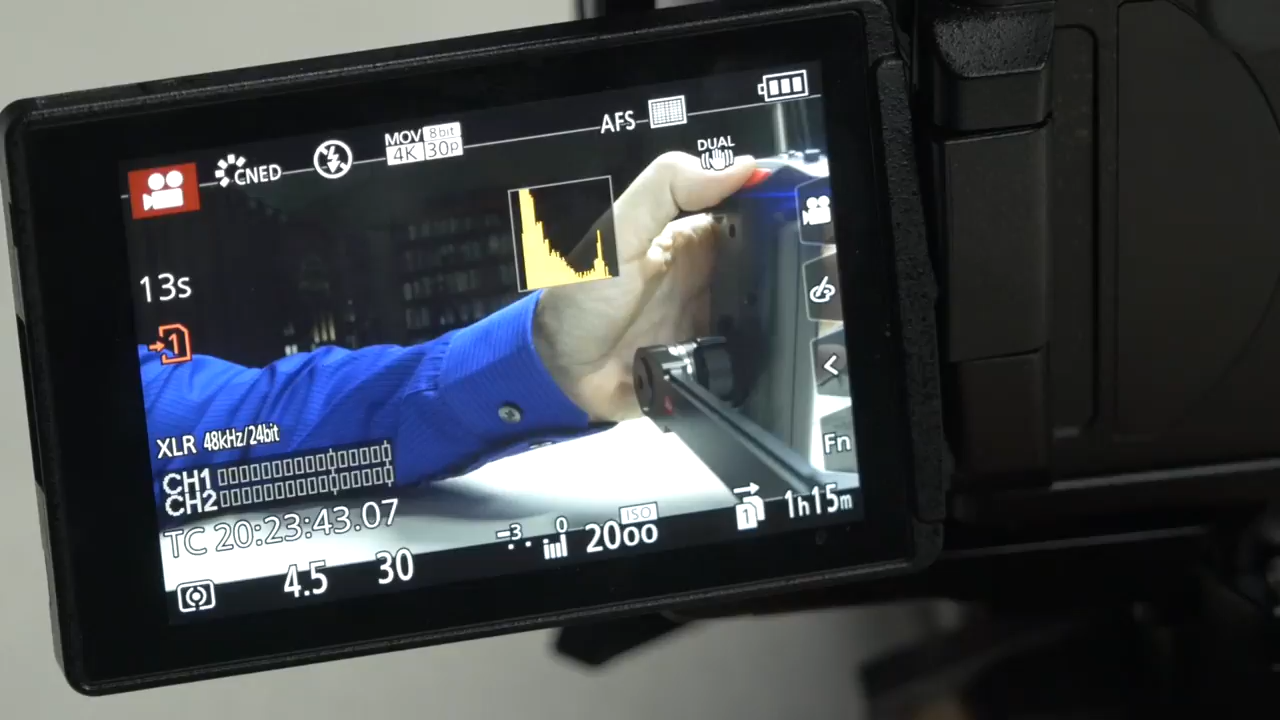 CNED
MOV 8bit
4K 30p
AFS
DUAL
13s
1
XLR 48kHz/24bit
CH1
CH2
TC 20:23:43.07
4.5 30
-3 0
ISO
2000
1
1h15m
<
Fn